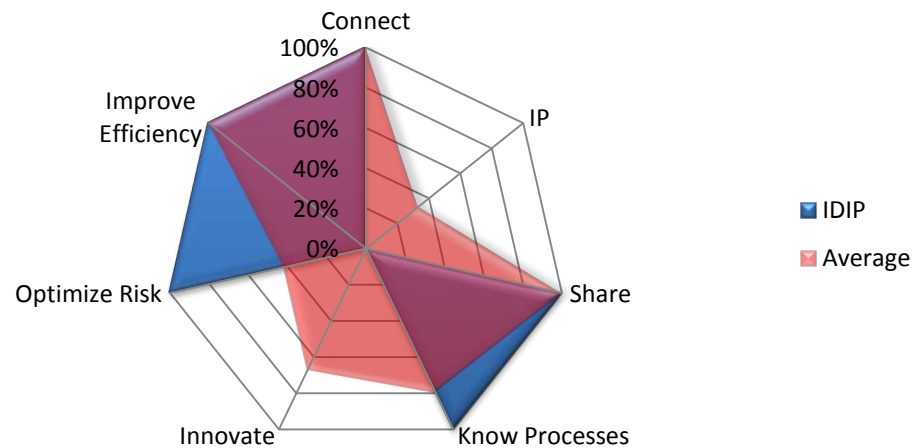 Connect
100%
80%
60%
40%
20%
0%
IP
Share
Know Processes
Innovate
Optimize Risk
Improve
Efficiency
IDIP
Average